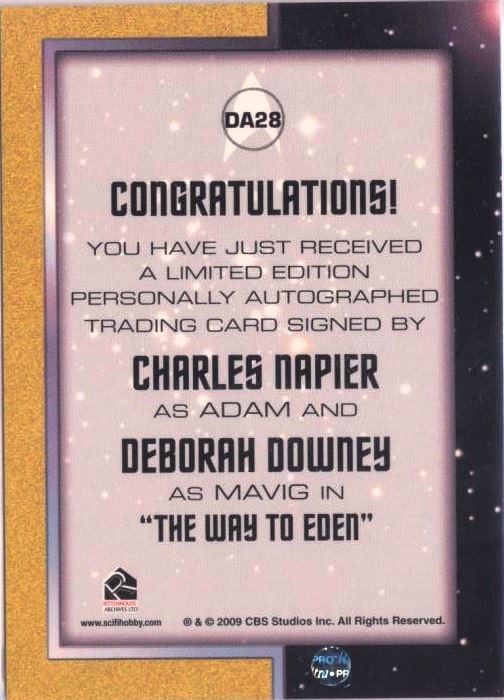 DA28
CONGRATULATIONS!
YOU HAVE JUST RECEIVED
A LIMITED EDITION
PERSONALLY AUTOGRAPHED
TRADING CARD SIGNED BY
CHARLES NAPIER
AS ADAM AND
DEBORAH DOWNEY
AS MAVIG IN
“THE WAY TO EDEN”
RITTENHOUSE
ARCHIVES LTD
www.scifihobby.com ® & © 2009 CBS Studios Inc. All Rights Reserved.